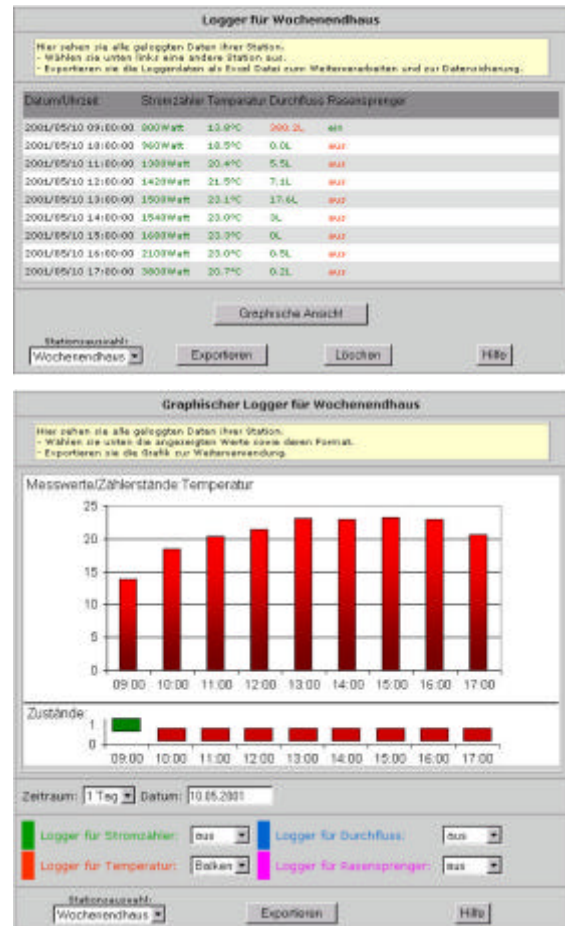 Logger für Wochenendhaus
Hier sehen sie alle geloggten Daten ihrer Station.
- Wählen sie unten links eine andere Station aus.
- Exportieren sie die Loggerdaten als Excel Datei zum Weiterverarbeiten und zur Datensicherung.
Datum/Uhrzeit Stromzähler Temperatur Durchfluss Rasensprenger
2001/05/10 09:00:00 800Watt 13.8°C 380.2L ein
2001/05/10 10:00:00 960Watt 18.5°C 0.0L aus
2001/05/10 11:00:00 20.4°C 5.5L aus
2001/05/10 12:00:00 1420Watt 21.5°C 7.1L aus
2001/05/10 13:00:00 1500Watt 23.1°C 17.6L aus
2001/05/10 14:00:00 1540Watt 23.0°C 0L aus
2001/05/10 15:00:00 1600Watt 23.3°C 0L aus
2001/05/10 16:00:00 2100Watt 23.0°C 0.5L aus
2001/05/10 17:00:00 3800Watt 20.7°C 0.2L aus
Graphische Ansicht
Stationsauswahl:
Wochenendhaus Exportieren Löschen Hilfe
Graphischer Logger für Wochenendhaus
Hier sehen sie alle geloggten Daten ihrer Station.
- Wählen sie unten die angezeigten Werte sowie deren Format.
- Exportieren sie die Grafik zur Weiterverwendung.
Messwerte/Zählerstände: Temperatur
25
20
15
10
5
0
09:00 10:00 11:00 12:00 13:00 14:00 15:00 16:00 17:00
Zustände:
1
0
09:00 10:00 11:00 12:00 13:00 14:00 15:00 16:00 17:00
Zeitraum: 1 Tag Datum: 10.05.2001
Logger für Stromzähler: aus Logger für Durchfluss: aus
Logger für Temperatur: Balken Logger für Rasensprenger: aus
Stationsauswahl:
Wochenendhaus Exportieren Hilfe